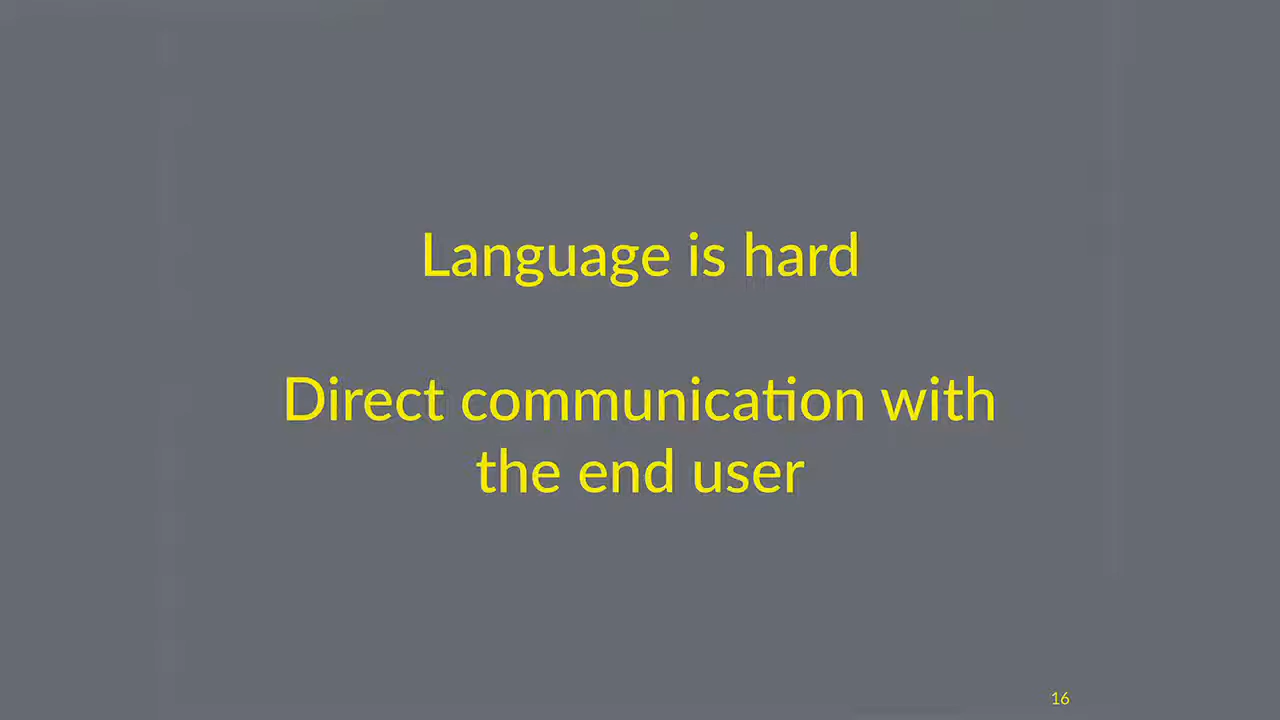 Language is hard
Direct communication with
the end user
16